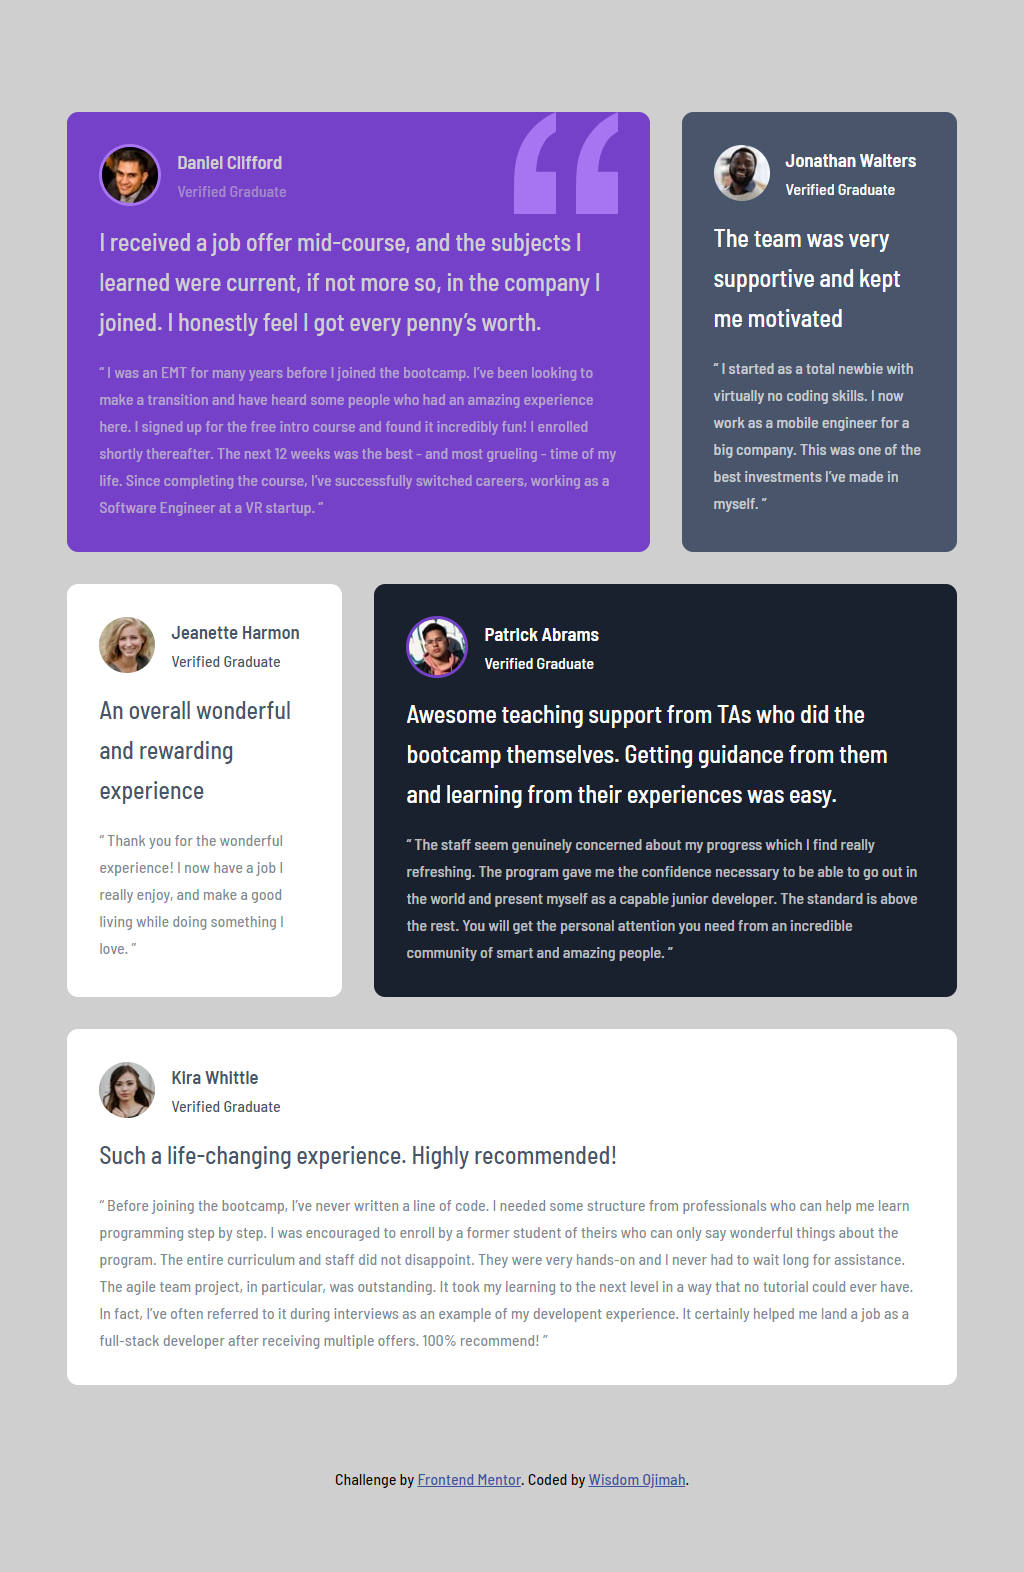 Daniel Clifford
Verified Graduate
I received a job offer mid-course, and the subjects I
learned were current, if not more so, in the company I
joined. I honestly feel I got every penny’s worth.
“ I was an EMT for many years before I joined the bootcamp. I’ve been looking to
make a transition and have heard some people who had an amazing experience
here. I signed up for the free intro course and found it incredibly fun! I enrolled
shortly thereafter. The next 12 weeks was the best - and most grueling - time of my
life. Since completing the course, I’ve successfully switched careers, working as a
Software Engineer at a VR startup. ”
Jonathan Walters
Verified Graduate
The team was very
supportive and kept
me motivated
“ I started as a total newbie with
virtually no coding skills. I now
work as a mobile engineer for a
big company. This was one of the
best investments I’ve made in
myself. ”
Jeanette Harmon
Verified Graduate
An overall wonderful
and rewarding
experience
“ Thank you for the wonderful
experience! I now have a job I
really enjoy, and make a good
living while doing something I
love. ”
Patrick Abrams
Verified Graduate
Awesome teaching support from TAs who did the
bootcamp themselves. Getting guidance from them
and learning from their experiences was easy.
“ The staff seem genuinely concerned about my progress which I find really
refreshing. The program gave me the confidence necessary to be able to go out in
the world and present myself as a capable junior developer. The standard is above
the rest. You will get the personal attention you need from an incredible
community of smart and amazing people. ”
Kira Whittle
Verified Graduate
Such a life-changing experience. Highly recommended!
“ Before joining the bootcamp, I’ve never written a line of code. I needed some structure from professionals who can help me learn
programming step by step. I was encouraged to enroll by a former student of theirs who can only say wonderful things about the
program. The entire curriculum and staff did not disappoint. They were very hands-on and I never had to wait long for assistance.
The agile team project, in particular, was outstanding. It took my learning to the next level in a way that no tutorial could ever have.
In fact, I’ve often referred to it during interviews as an example of my developent experience. It certainly helped me land a job as a
full-stack developer after receiving multiple offers. 100% recommend! ”
Challenge by Frontend Mentor. Coded by Wisdom Ojimah.